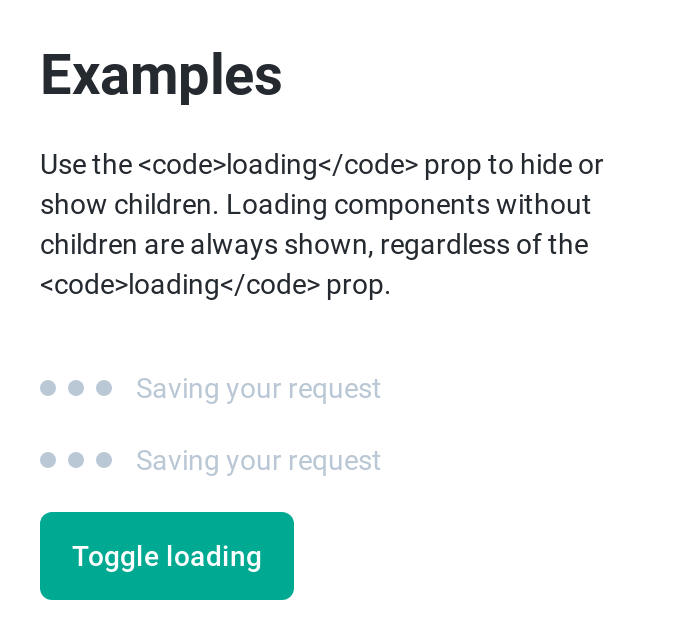 Examples
Use the <code>loading</code> prop to hide or
show children. Loading components without
children are always shown, regardless of the
<code>loading</code> prop.
Saving your request
Saving your request
Toggle loading